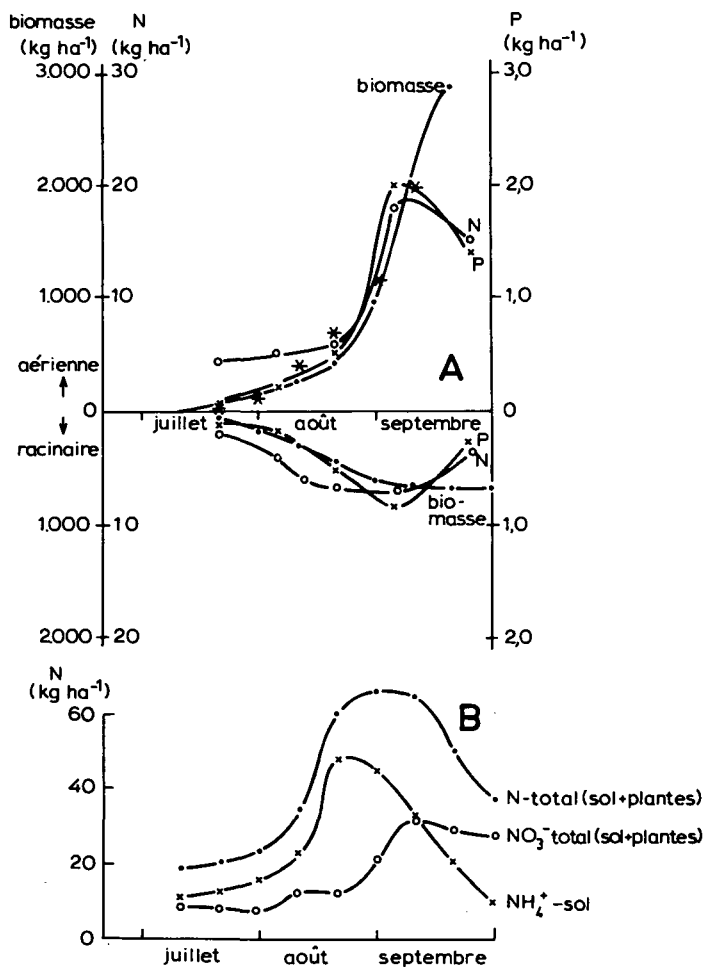 biomasse N
(kg ha⁻¹) (kg ha⁻¹)
P
(kg ha⁻¹)
3.000 30 3,0
biomasse
2.000 20 2,0
N
P
1.000 10 1,0
aérienne
A
0 0
juillet août septembre
racinaire
P
N
bio-
masse
1.000 10 1,0
2.000 20 2,0
N
(kg ha⁻¹)
60
B
40
N-total (sol+plantes)
NO₃⁻total (sol+plantes)
20
NH₄⁺-sol
0
juillet août septembre